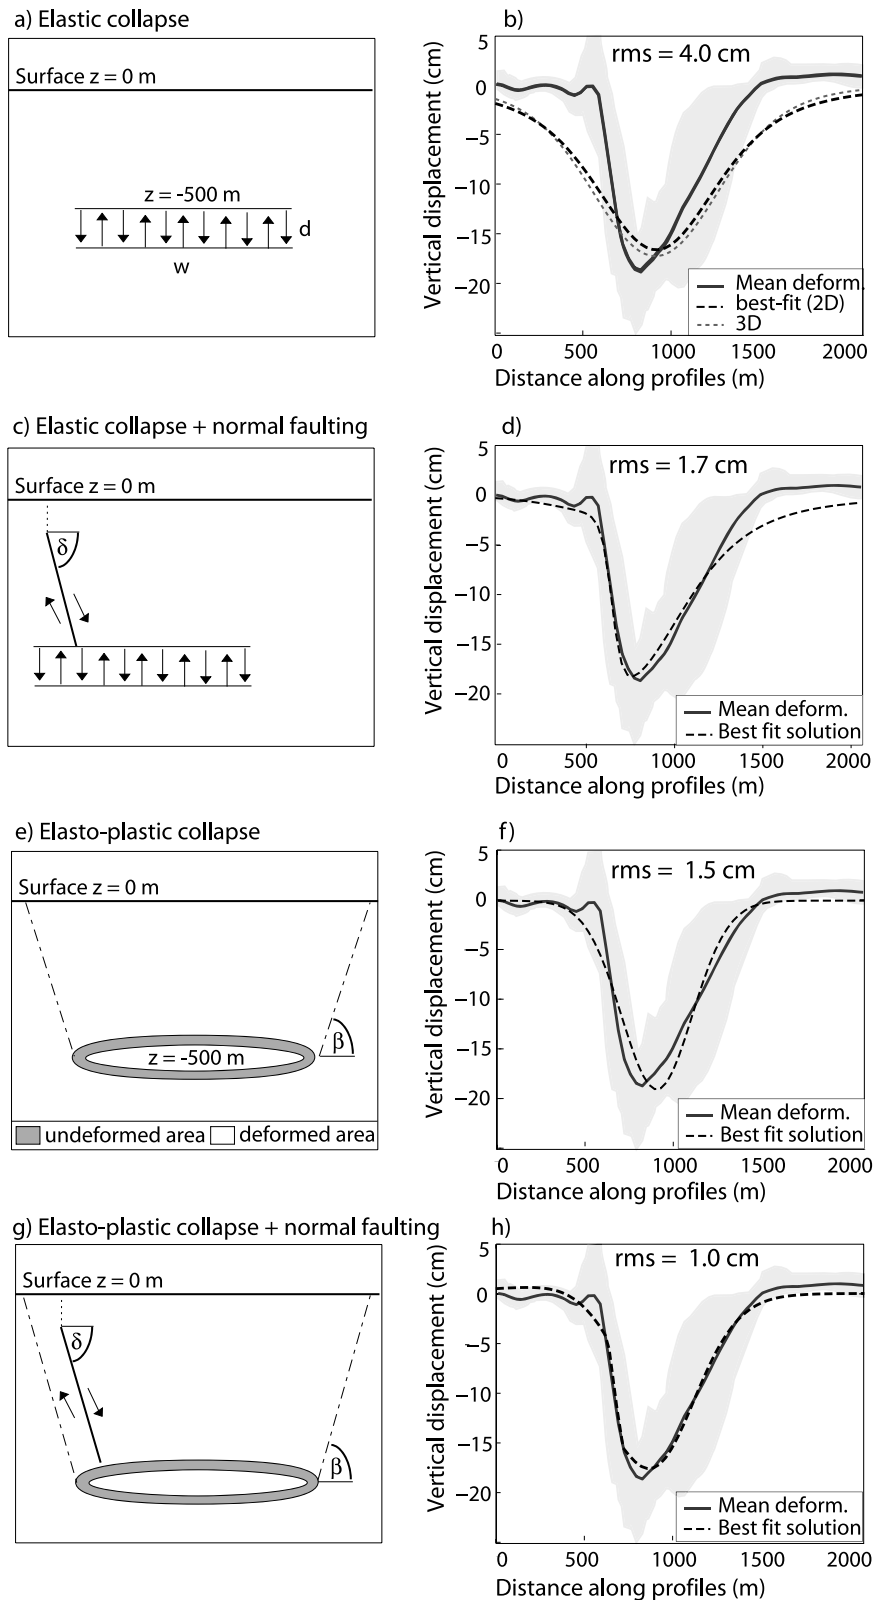 a) Elastic collapse
Surface z = 0 m
z = -500 m
d
w
b)
rms = 4.0 cm
Vertical displacement (cm)
5
0
−5
−10
−15
−20
Mean deform.
best-fit (2D)
3D
0 500 1000 1500 2000
Distance along profiles (m)
c) Elastic collapse + normal faulting
Surface z = 0 m
δ
d)
rms = 1.7 cm
Vertical displacement (cm)
5
0
−5
−10
−15
−20
Mean deform.
Best fit solution
0 500 1000 1500 2000
Distance along profiles (m)
e) Elasto-plastic collapse
Surface z = 0 m
z = -500 m
β
undeformed area deformed area
f)
rms = 1.5 cm
Vertical displacement (cm)
5
0
−5
−10
−15
−20
Mean deform.
Best fit solution
0 500 1000 1500 2000
Distance along profiles (m)
g) Elasto-plastic collapse + normal faulting
Surface z = 0 m
δ
β
h)
rms = 1.0 cm
Vertical displacement (cm)
5
0
−5
−10
−15
−20
Mean deform.
Best fit solution
0 500 1000 1500 2000
Distance along profiles (m)